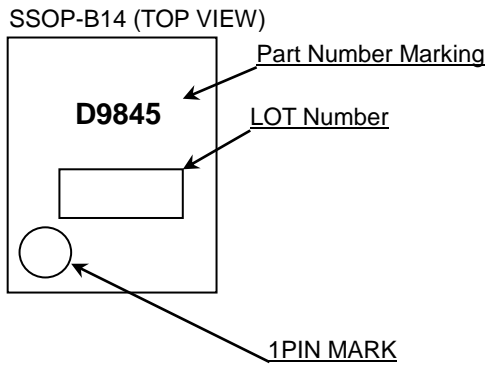 SSOP-B14 (TOP VIEW)
Part Number Marking
D9845
LOT Number
1PIN MARK